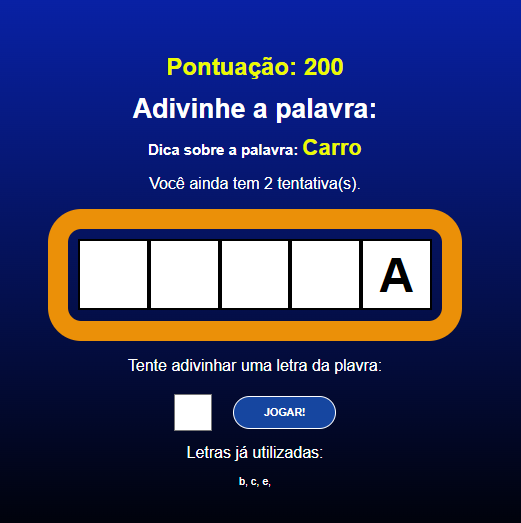 Pontuação: 200
Adivinhe a palavra:
Dica sobre a palavra: Carro
Você ainda tem 2 tentativa(s).
A
Tente adivinhar uma letra da plavra:
JOGAR!
Letras já utilizadas:
b, c, e,